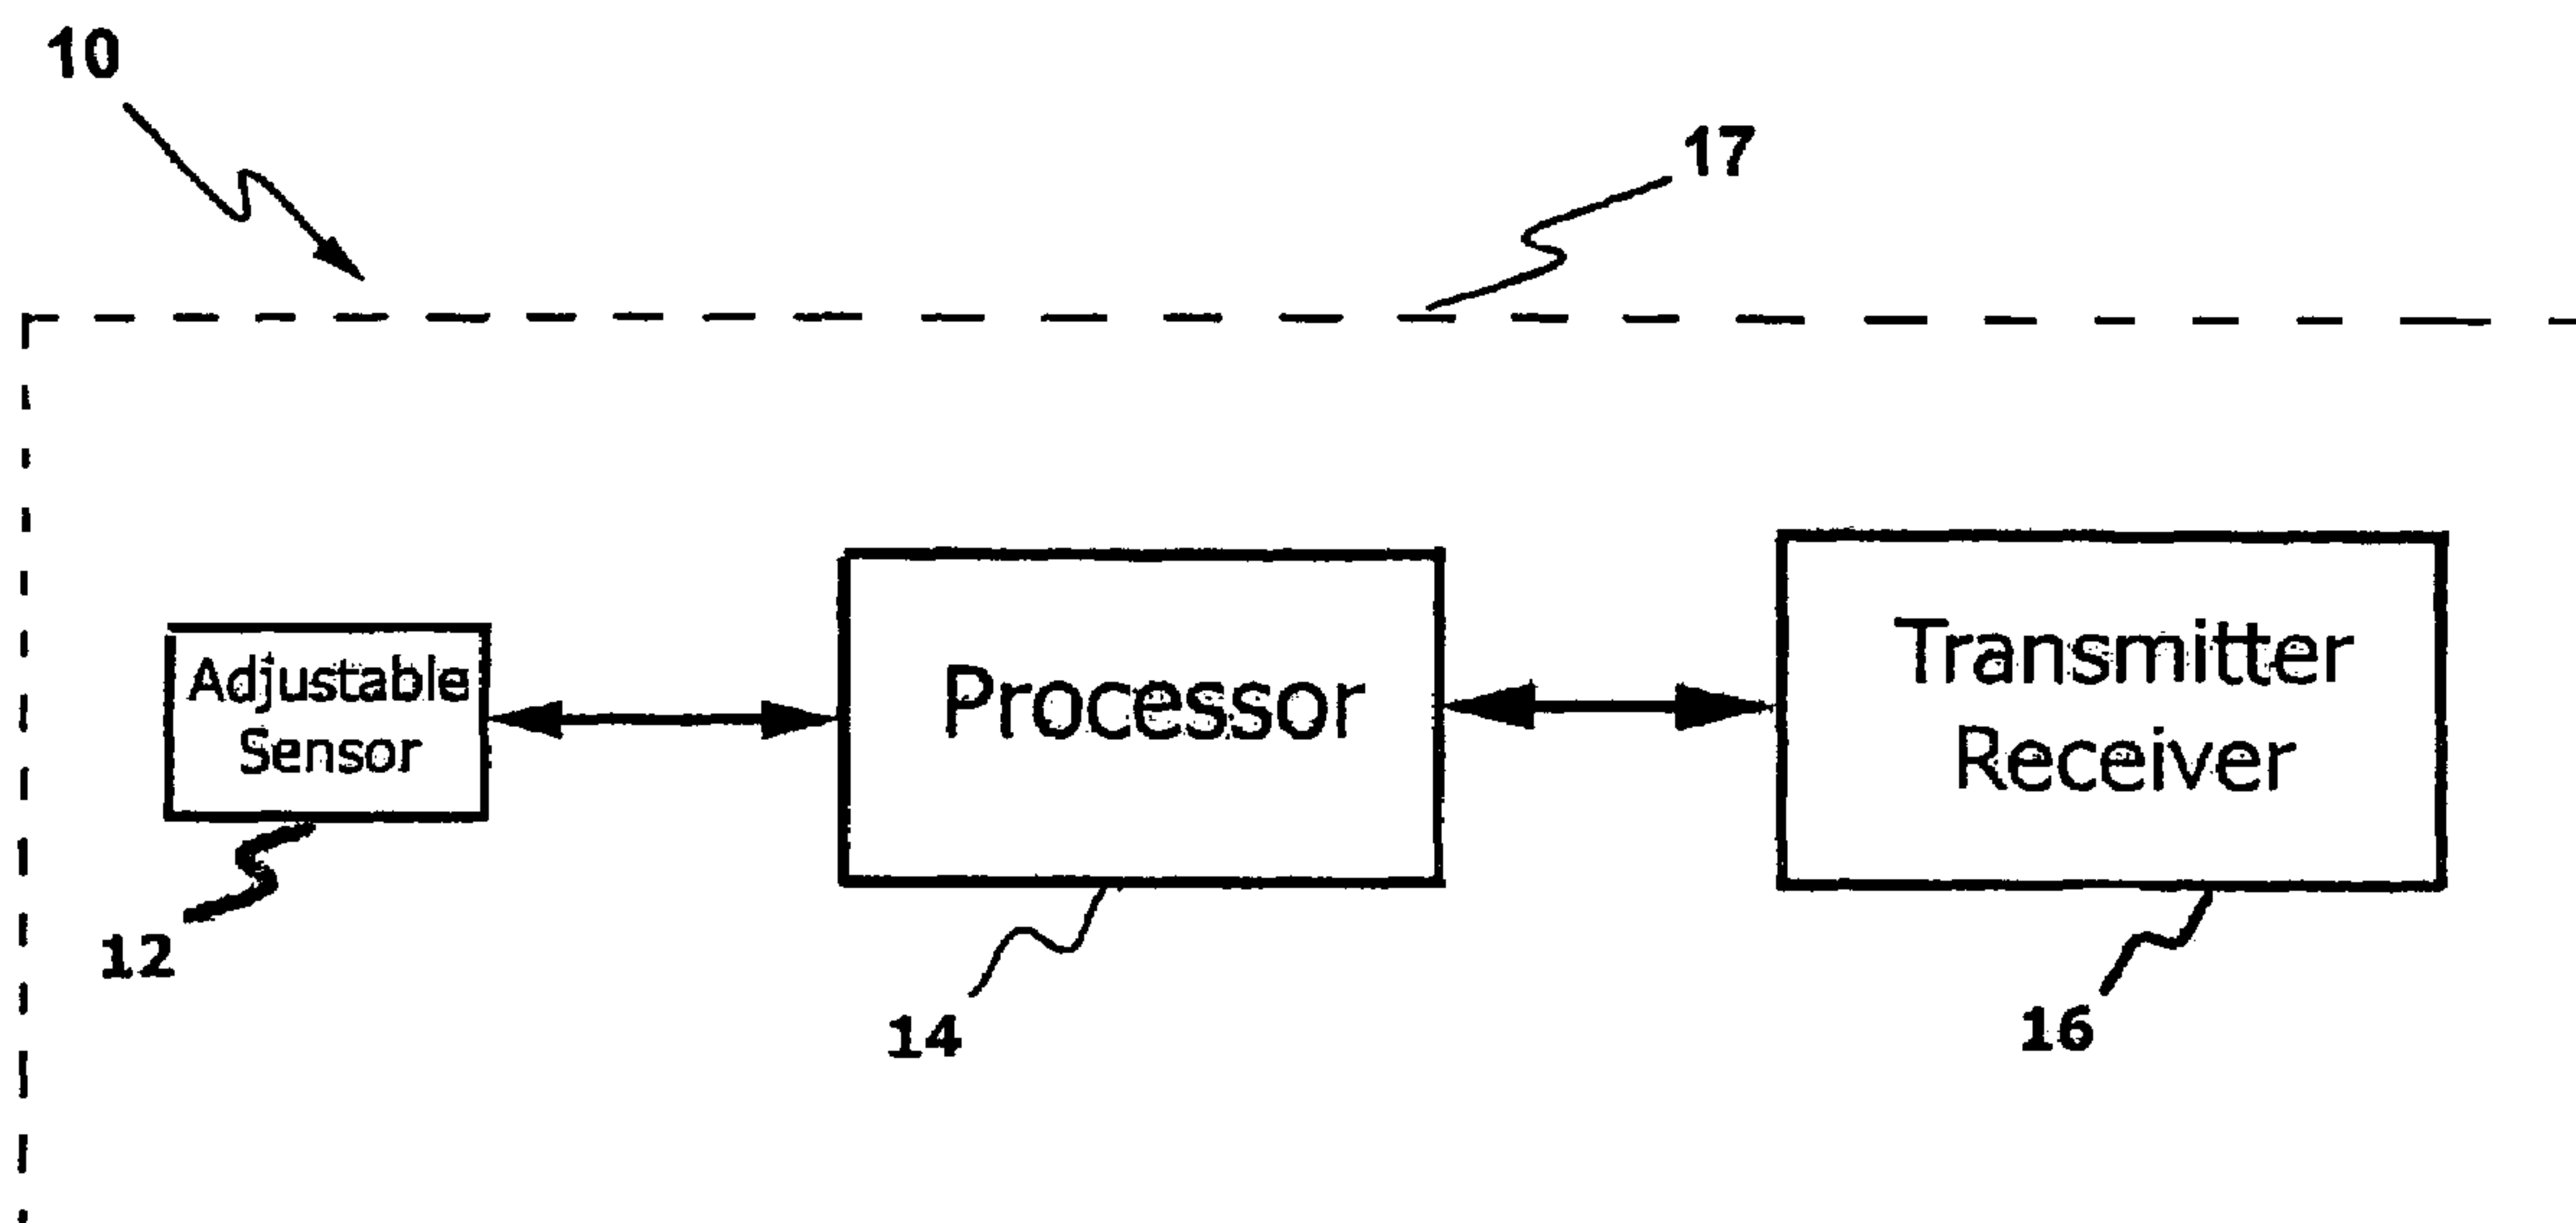 10
17
Adjustable
Sensor
Processor
Transmitter
Receiver
12
14
16